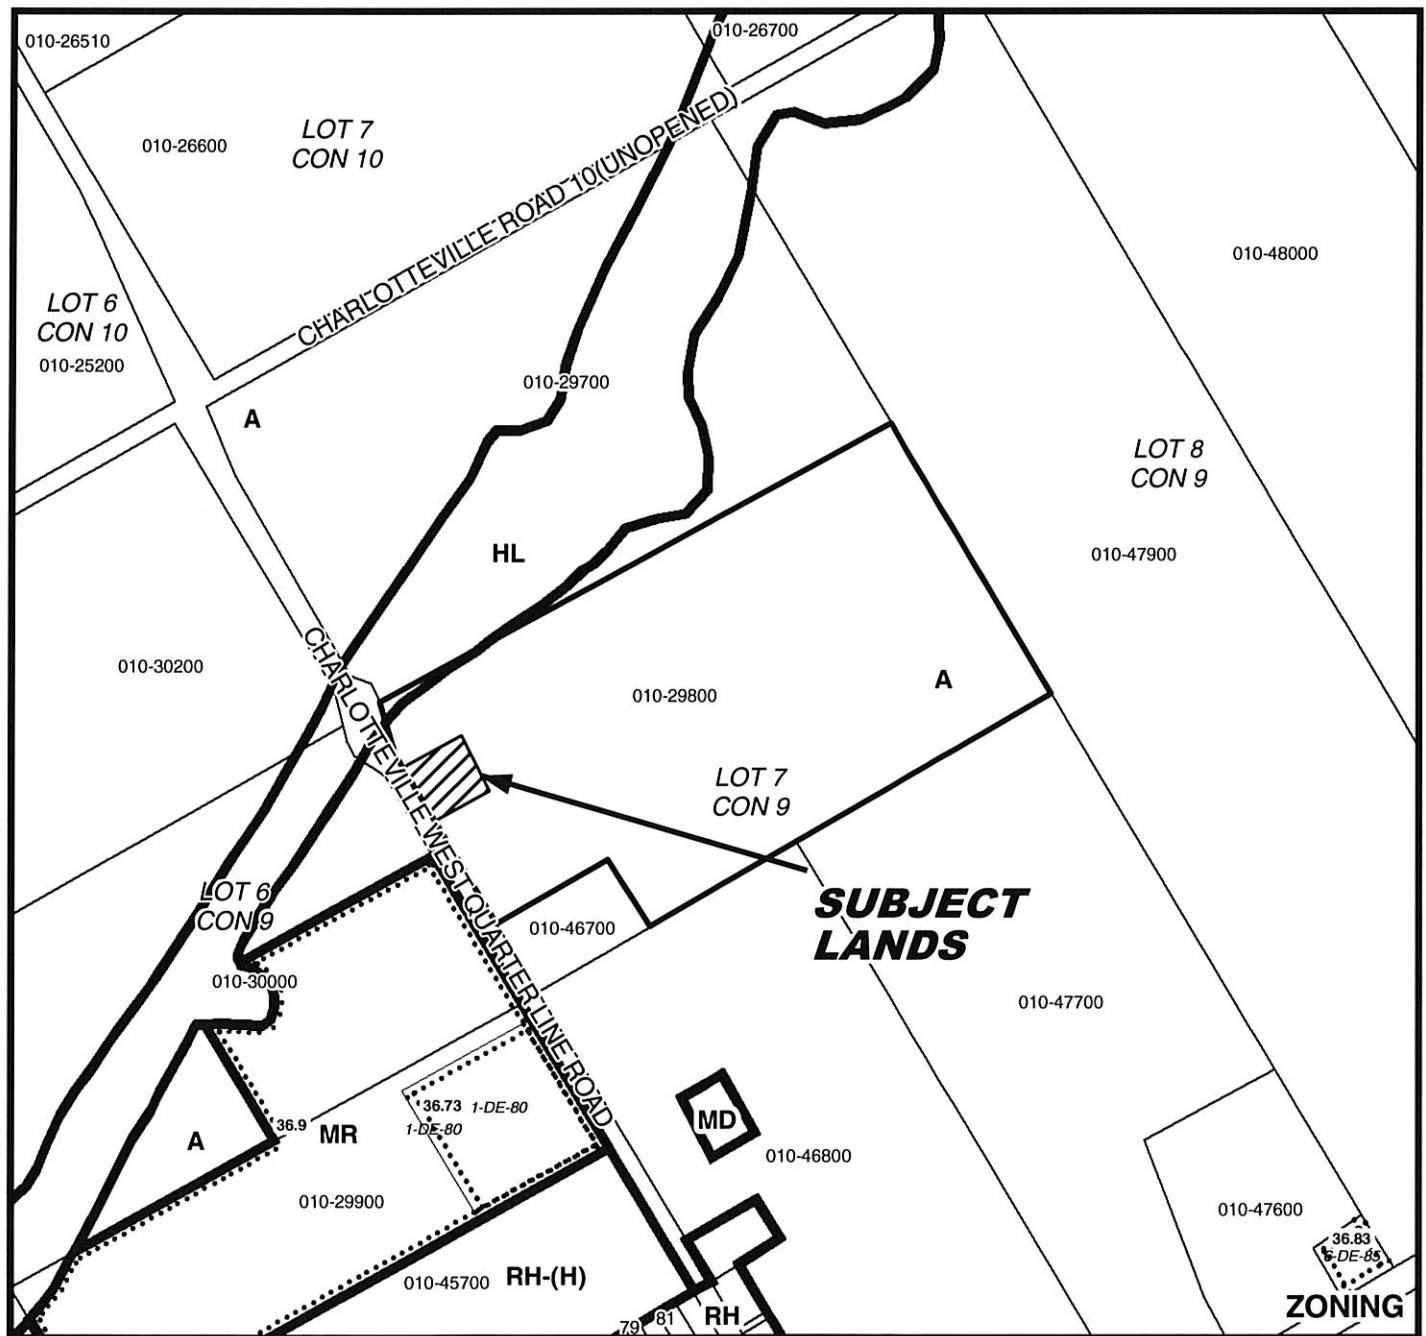 010-26510
010-26700
010-26600
LOT 7
CON 10
CHARLOTTEVILLE ROAD 10(UNOPENED)
010-48000
LOT 6
CON 10
010-25200
010-29700
A
LOT 8
CON 9
HL
010-47900
010-30200
CHARLOTTEVILLE WEST QUARTER LINE ROAD
010-29800
A
LOT 7
CON 9
LOT 6
CON 9
SUBJECT
LANDS
010-46700
010-30000
010-47700
36.73 1-DE-80
1-DE-80
36.9
MR
A
MD
010-46800
010-29900
010-47600
36.83
6-DE-85
010-45700
RH-(H)
ZONING
RH
81
79